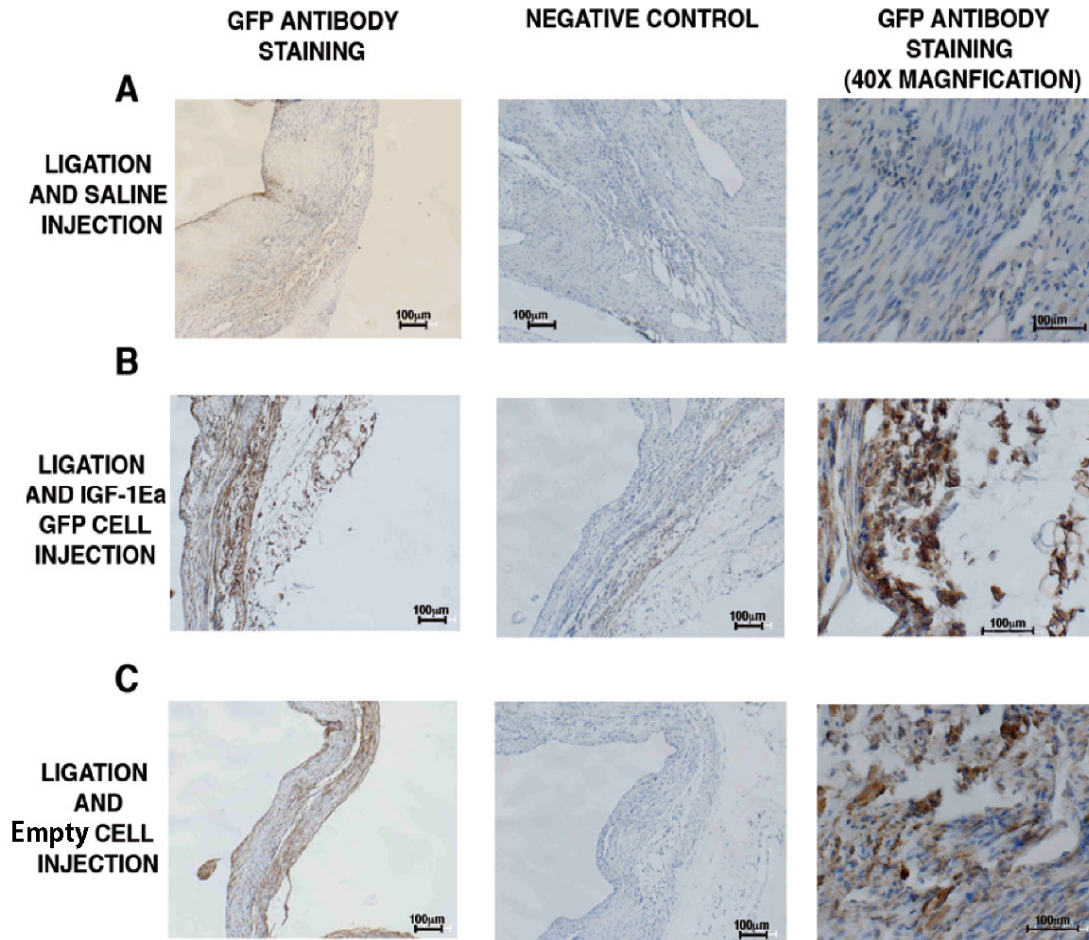 GFP ANTIBODY
STAINING
NEGATIVE CONTROL
GFP ANTIBODY
STAINING
(40X MAGNFICATION)
A
LIGATION
AND SALINE
INJECTION
100µm
100µm
100µm
B
LIGATION
AND IGF-1Ea
GFP CELL
INJECTION
100µm
100µm
100µm
C
LIGATION
AND
Empty CELL
INJECTION
100µm
100µm
100µm